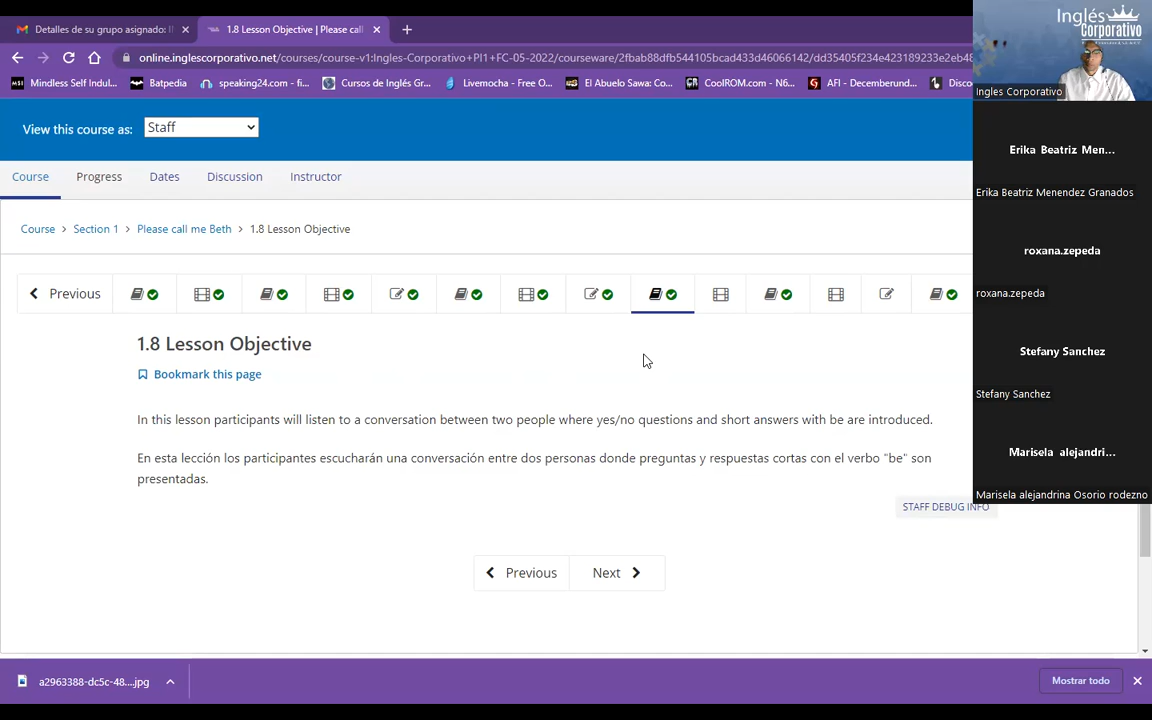 Detalles de su grupo asignado: I
1.8 Lesson Objective | Please call
online.inglescorporativo.com/courses/course-v1:Ingles-Corporativo+PI1+FC-05-2022/courseware/2fbab88dfb544105bcad433d46066142/dd35405f234e423189233e2eb48
Mindless Self Indul...
Batpedia
speaking24.com - fi...
Cursos de Inglés Gr...
Livemocha - Free O...
El Abuelo Sawa: Co...
CoolROM.com - N6...
AFI - Decemberund...
Disco
Inglés
Corporativo
Ingles Corporativo
View this course as:
Staff
Course
Progress
Dates
Discussion
Instructor
Course > Section 1 > Please call me Beth > 1.8 Lesson Objective
Previous
1.8 Lesson Objective
Bookmark this page
In this lesson participants will listen to a conversation between two people where yes/no questions and short answers with be are introduced.
En esta lección los participantes escucharán una conversación entre dos personas donde preguntas y respuestas cortas con el verbo "be" son
presentadas.
STAFF DEBUG INFO
Previous
Next
Erika Beatriz Men...
Erika Beatriz Menendez Granados
roxana.zepeda
roxana.zepeda
Stefany Sanchez
Stefany Sanchez
Marisela alejandri...
Marisela alejandrina Osorio rodezno
a2963388-dc5c-48....jpg
Mostrar todo